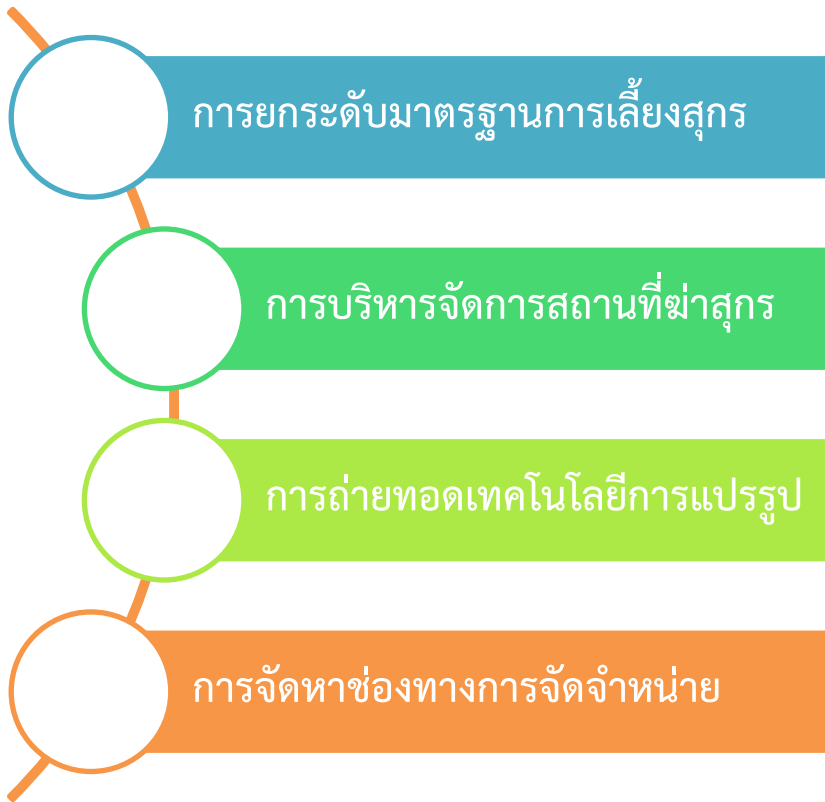 การยกระดับมาตรฐานการเลี้ยงสุกร
การบริหารจัดการสถานที่ฆ่าสุกร
การถ่ายทอดเทคโนโลยีการแปรรูป
การจัดหาช่องทางการจัดจำหน่าย